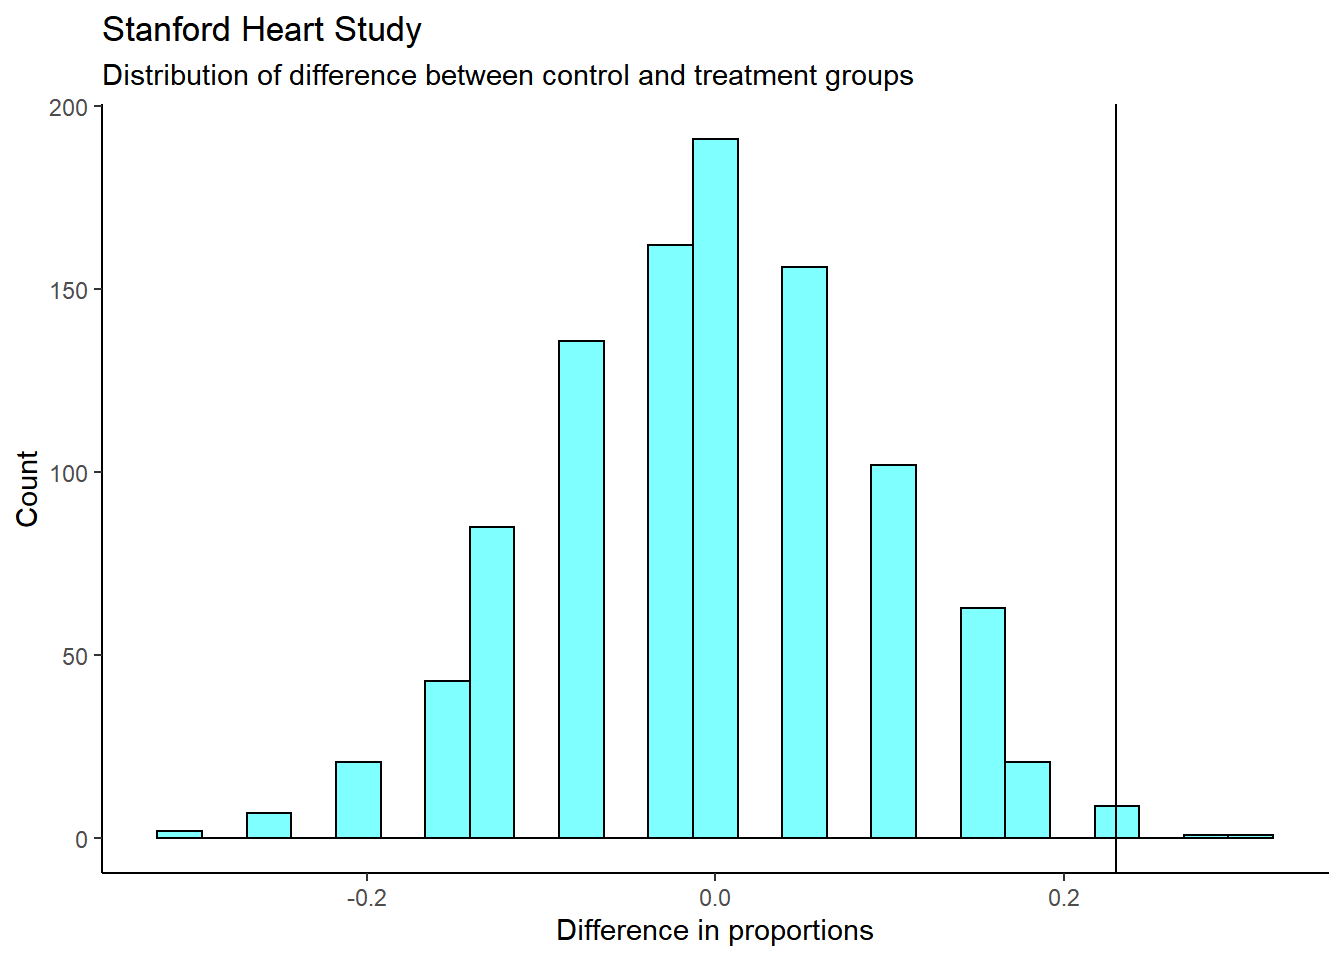 Stanford Heart Study
Distribution of difference between control and treatment groups
200
150
100
50
0
Count
-0.2
0.0
0.2
Difference in proportions